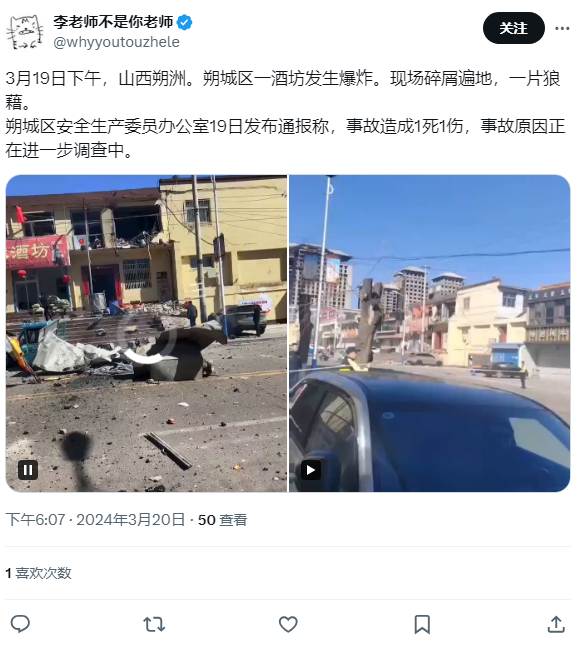 李老师不是你老师
@whyyoutouzhele
关注
3月19日下午，山西朔洲。朔城区一酒坊发生爆炸。现场碎屑遍地，一片狼
藉。
朔城区安全生产委员办公室19日发布通报称，事故造成1死1伤，事故原因正
在进一步调查中。
酒坊
下午6:07 · 2024年3月20日 · 50 查看
1 喜欢次数